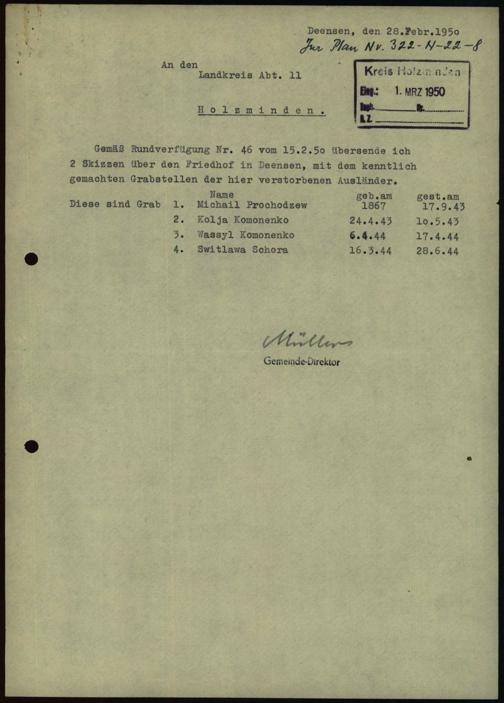 Deensen, den 28.Febr.1950
Zur Plan Nr. 322-H-22-8
An den
Landkreis Abt. 11
Kreis Holzminden
Eing.: 1. MRZ 1950
Nr.
A.Z.
Holzminden.
Gemäß Rundverfügung Nr. 46 vom 15.2.50 übersende ich
2 Skizzen über den Friedhof in Deensen, mit dem kenntlich
gemachten Grabstellen der hier verstorbenen Ausländer.
Name geb.am gest.am
Diese sind Grab 1. Michail Prochodzew 1867 17.9.43
2. Kolja Komonenko 24.4.43 10.5.43
3. Wassyl Komonenko 6.4.44 17.4.44
4. Switlawa Schora 16.3.44 28.6.44
Müller
Gemeinde-Direktor